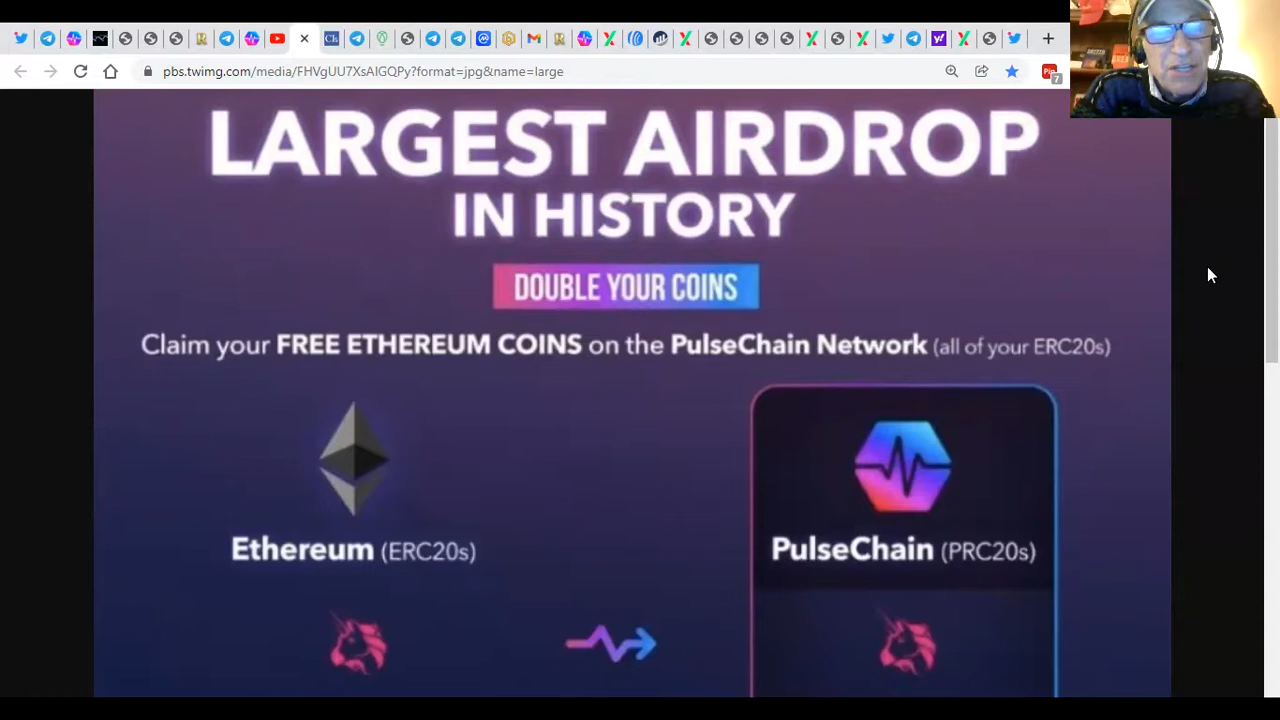 pbs.twimg.com/media/FHVgUU7XsAIGQPy?format=jpg&name=large
LARGEST AIRDROP
IN HISTORY
DOUBLE YOUR COINS
Claim your FREE ETHEREUM COINS on the PulseChain Network (all of your ERC20s)
Ethereum (ERC20s)
PulseChain (PRC20s)